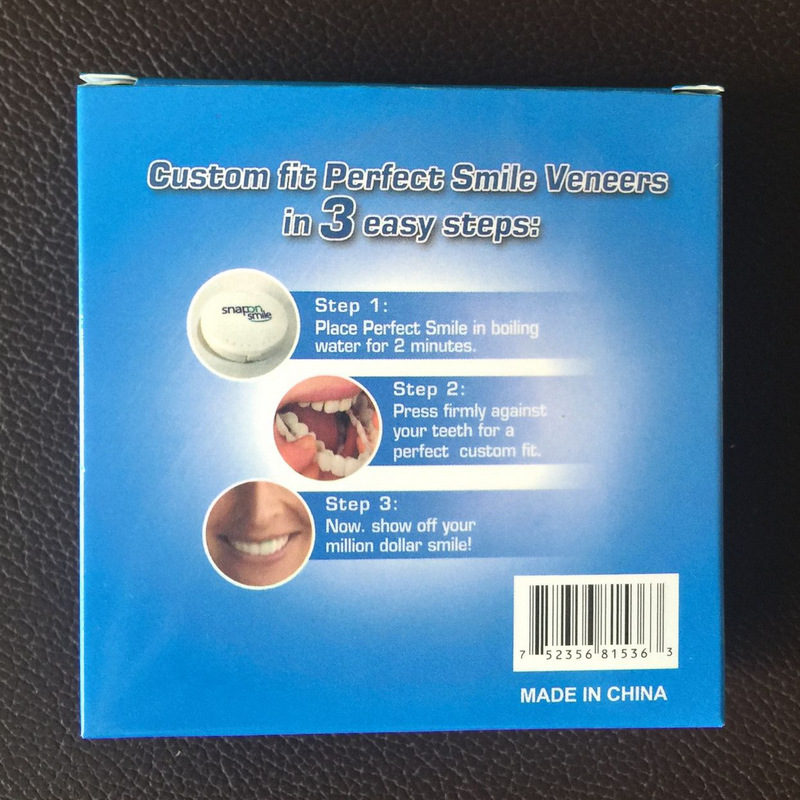 Custom fit Perfect Smile Veneers
in 3 easy steps:
snap on
smile
Step 1:
Place Perfect Smile in boiling
water for 2 minutes.
Step 2:
Press firmly against
your teeth for a
perfect custom fit.
Step 3:
Now. show off your
million dollar smile!
7 52356 81536 3
MADE IN CHINA